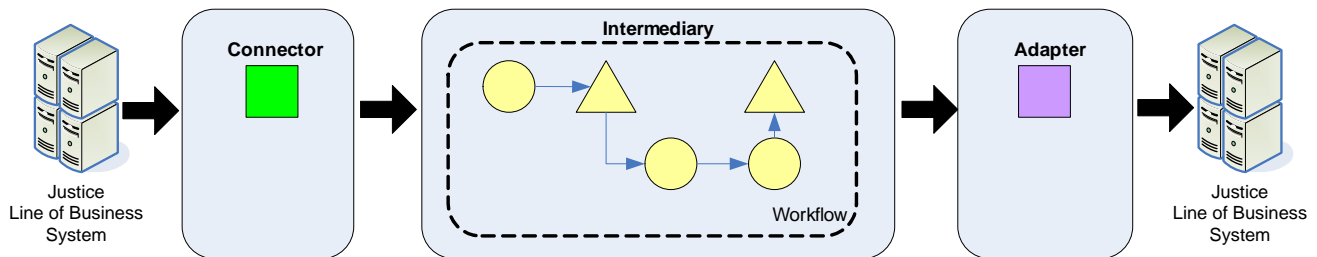 Connector
Intermediary
Adapter
Workflow
Justice
Line of Business
System
Justice
Line of Business
System